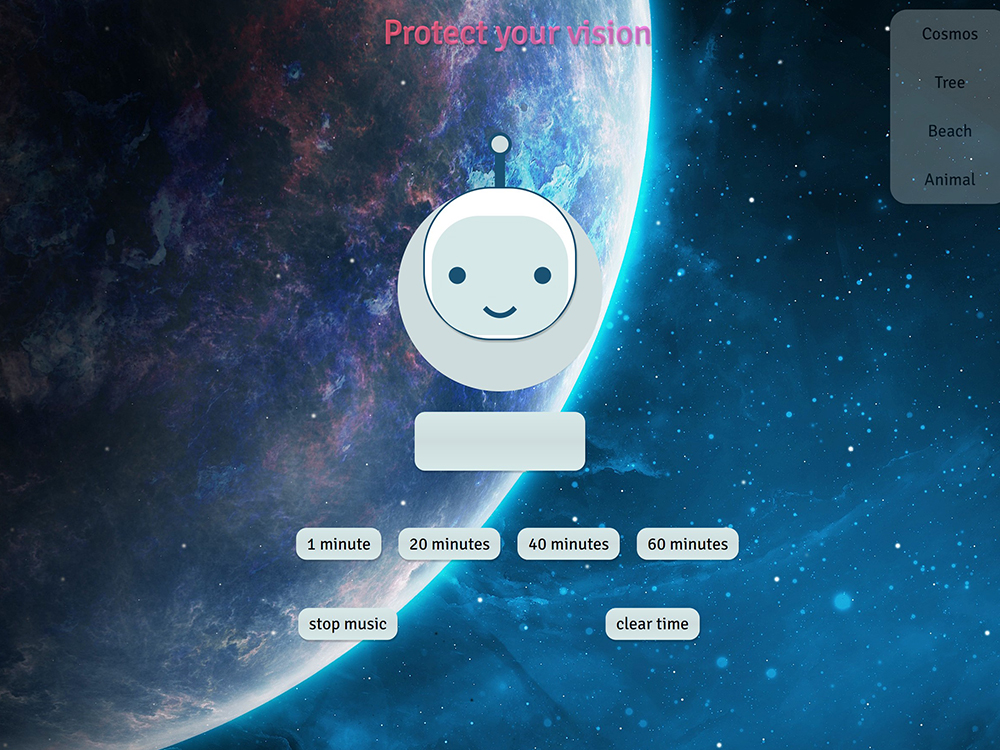 Protect your vision
Cosmos
Tree
Beach
Animal
1 minute
20 minutes
40 minutes
60 minutes
stop music
clear time